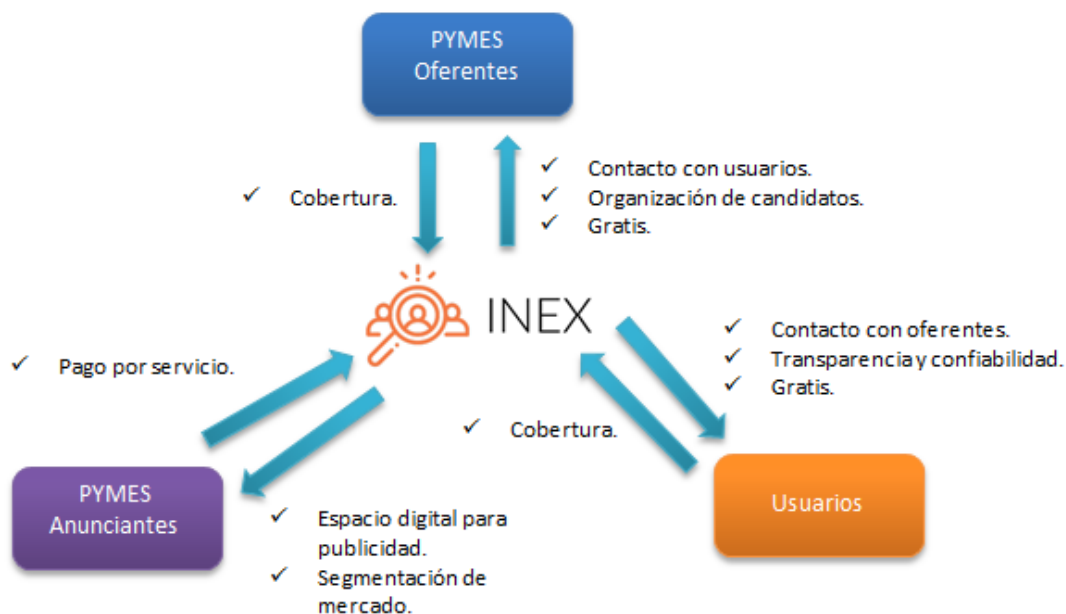 PYMES
Oferentes
✓ Cobertura.
✓ Contacto con usuarios.
✓ Organización de candidatos.
✓ Gratis.
INEX
✓ Pago por servicio.
✓ Contacto con oferentes.
✓ Transparencia y confiabilidad.
✓ Gratis.
✓ Cobertura.
PYMES
Anunciantes
✓ Espacio digital para
publicidad.
✓ Segmentación de
mercado.
Usuarios